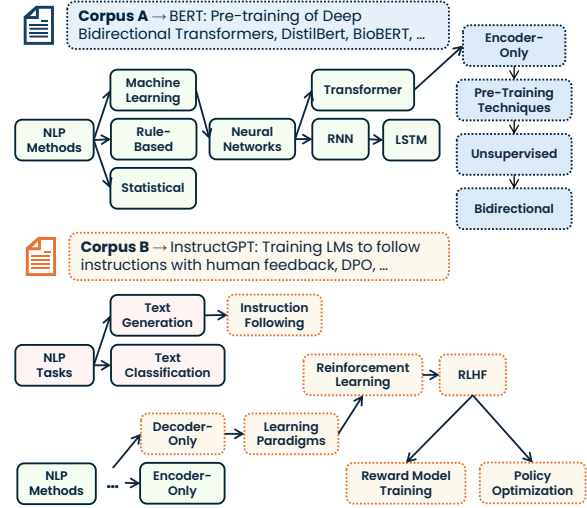 Corpus A → BERT: Pre-training of Deep
Bidirectional Transformers, DistilBert, BioBERT, ...
Encoder-
Only
Machine
Learning
Transformer
Pre-Training
Techniques
NLP
Methods
Rule-
Based
Neural
Networks
RNN
LSTM
Unsupervised
Statistical
Bidirectional
Corpus B → InstructGPT: Training LMs to follow
instructions with human feedback, DPO, ...
Text
Generation
Instruction
Following
NLP
Tasks
Text
Classification
Reinforcement
Learning
RLHF
Decoder-
Only
Learning
Paradigms
NLP
Methods
...
Encoder-
Only
Reward Model
Training
Policy
Optimization